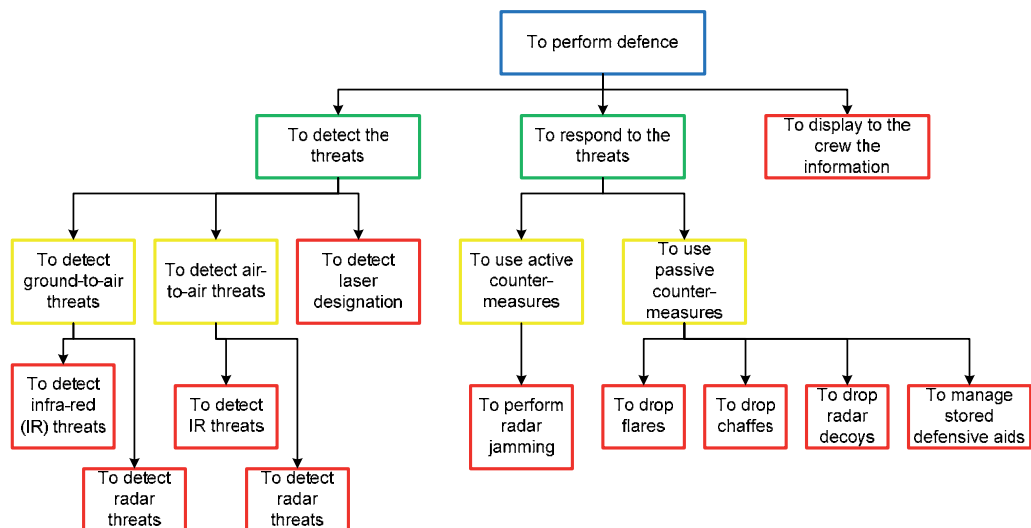 To perform defence
To detect the
threats
To respond to the
threats
To display to the
crew the
information
To detect
ground-to-air
threats
To detect air-
to-air threats
To detect
laser
designation
To use active
counter-
measures
To use
passive
counter-
measures
To detect
infra-red
(IR) threats
To detect
IR threats
To perform
radar
jamming
To drop
flares
To drop
chaffes
To drop
radar
decoys
To manage
stored
defensive aids
To detect
radar
threats
To detect
radar
threats